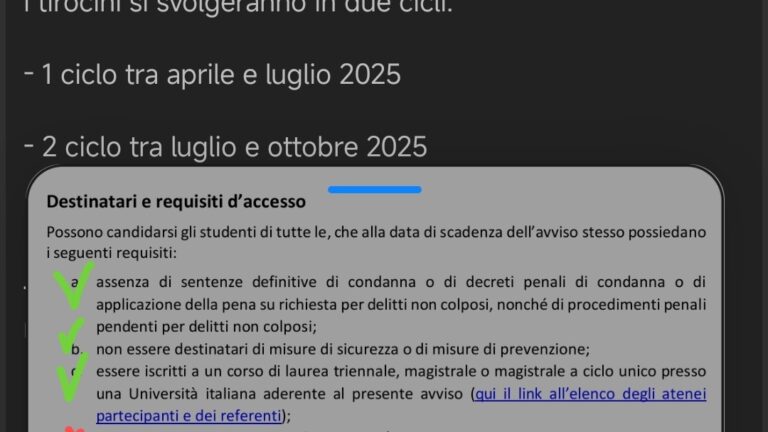 I tirocini si svolgeranno in due cicli.
- 1 ciclo tra aprile e luglio 2025
- 2 ciclo tra luglio e ottobre 2025
Destinatari e requisiti d'accesso
Possono candidarsi gli studenti di tutte le, che alla data di scadenza dell'avviso stesso possiedano
i seguenti requisiti:
a. assenza di sentenze definitive di condanna o di decreti penali di condanna o di
applicazione della pena su richiesta per delitti non colposi, nonché di procedimenti penali
pendenti per delitti non colposi;
b. non essere destinatari di misure di sicurezza o di misure di prevenzione;
c. essere iscritti a un corso di laurea triennale, magistrale o magistrale a ciclo unico presso
una Università italiana aderente al presente avviso (qui il link all'elenco degli atenei
partecipanti e dei referenti);